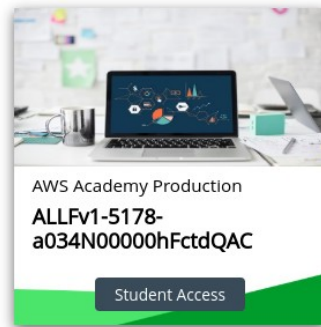 AWS Academy Production
ALLFv1-5178-
a034N00000hFctdQAC
Student Access